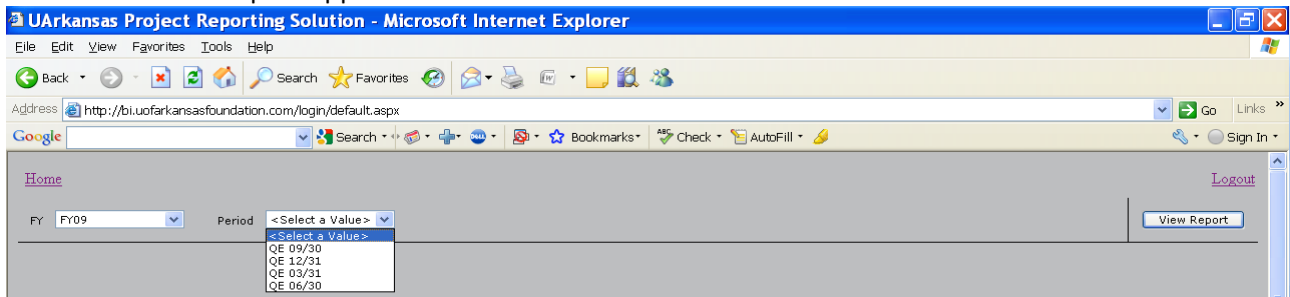 UArkansas Project Reporting Solution - Microsoft Internet Explorer
File Edit View Favorites Tools Help
Back Search Favorites
Address http://bi.uofarkansasfoundation.com/login/default.aspx Go Links »
Google Search Bookmarks Check AutoFill Sign In
Home Logout
FY FY09 Period <Select a Value> View Report
<Select a Value>
QE 09/30
QE 12/31
QE 03/31
QE 06/30